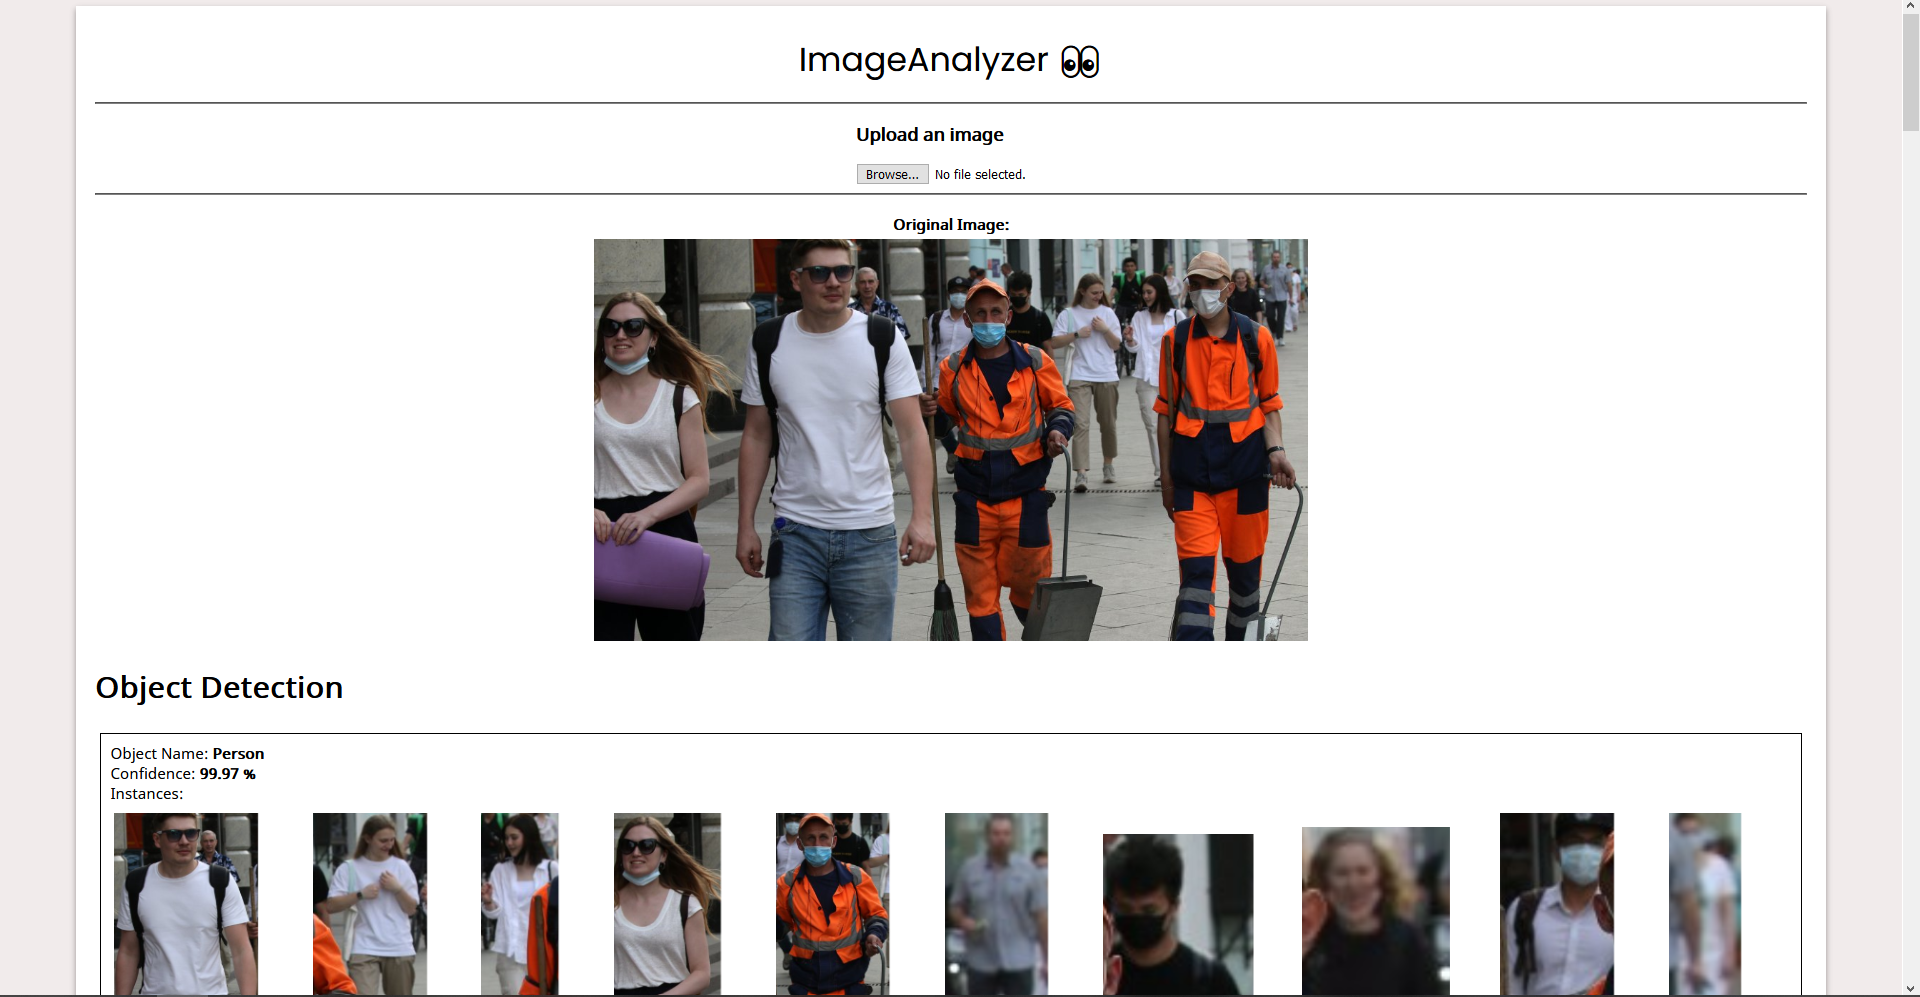 ImageAnalyzer
Upload an image
Browse... No file selected.
Original Image:
Object Detection
Object Name: Person
Confidence: 99.97 %
Instances: